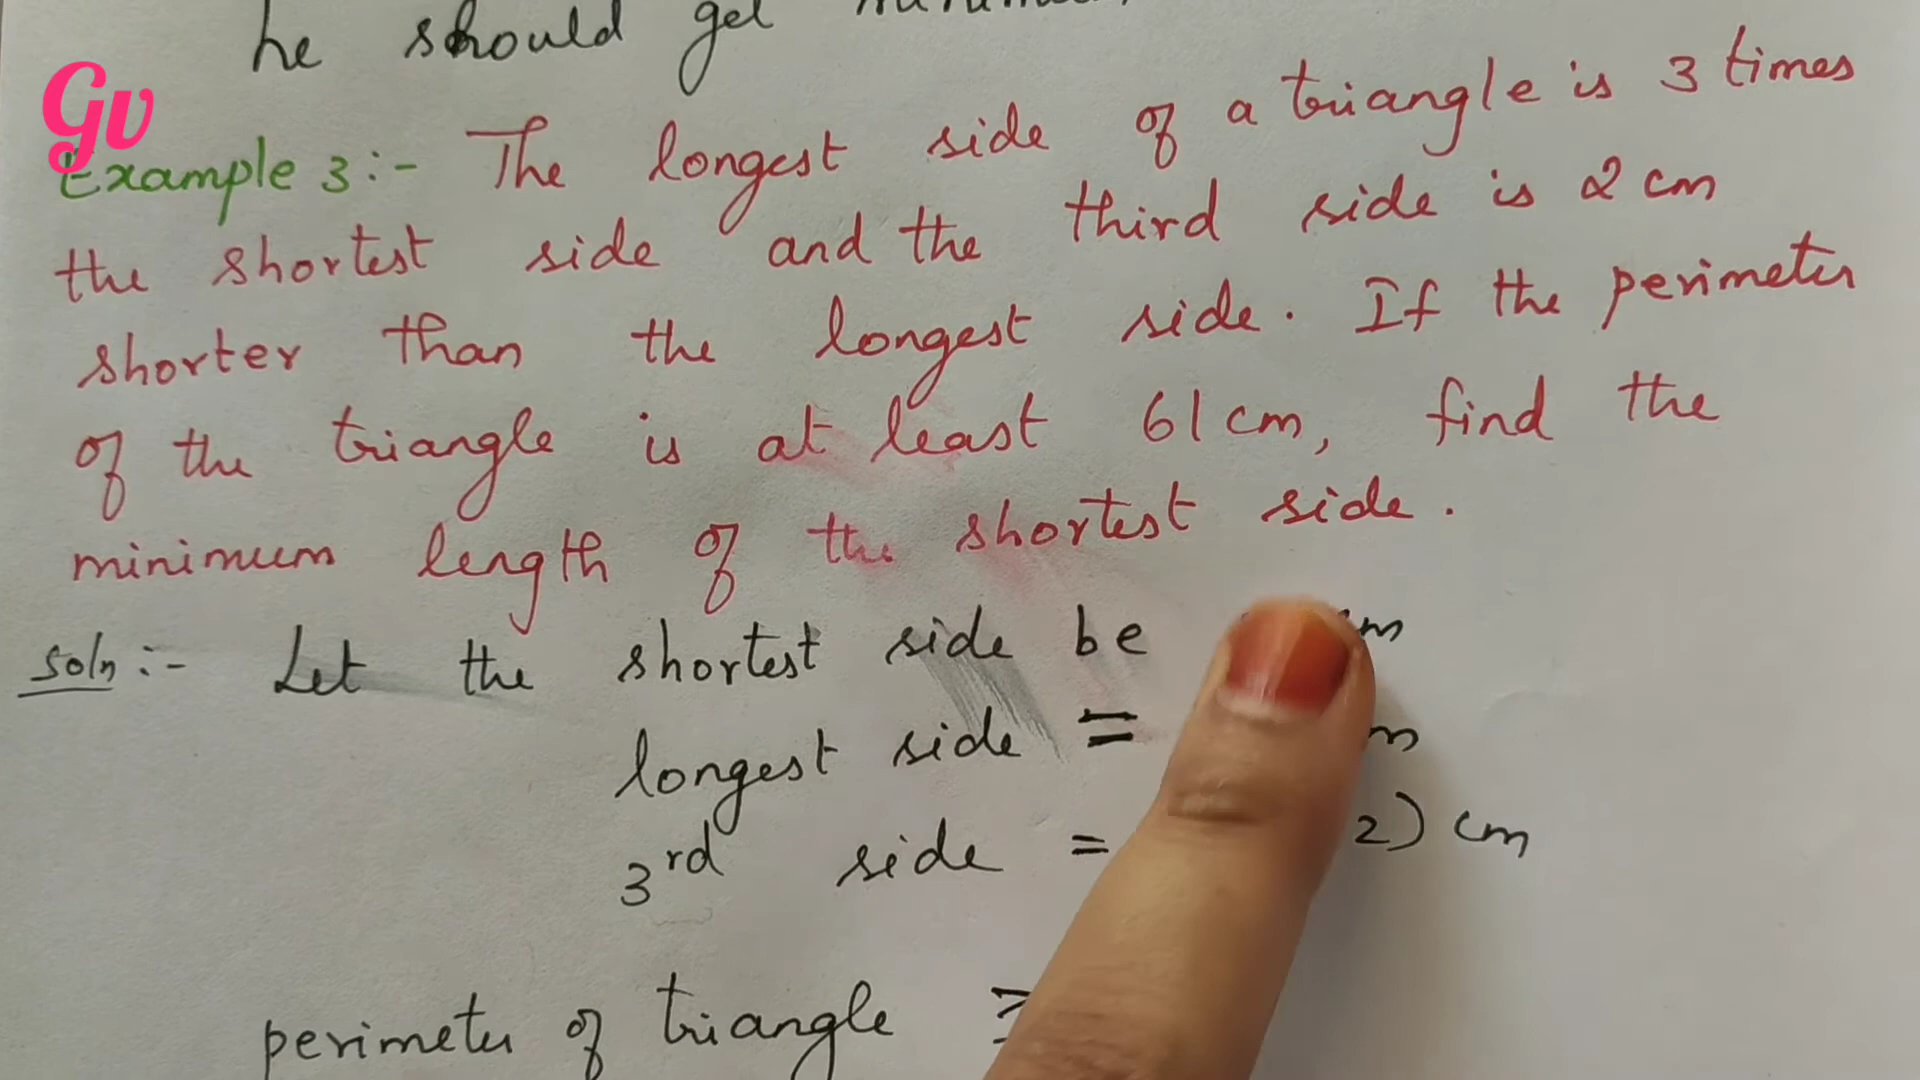 he should get
Gv
Example 3:- The longest side of a triangle is 3 times
the shortest side and the third side is 2 cm
shorter than the longest side. If the perimeter
of the triangle is at least 61 cm, find the
minimum length of the shortest side.
Soln:- Let the shortest side be
longest side =
3rd side = 2) cm
perimeter of triangle ≥